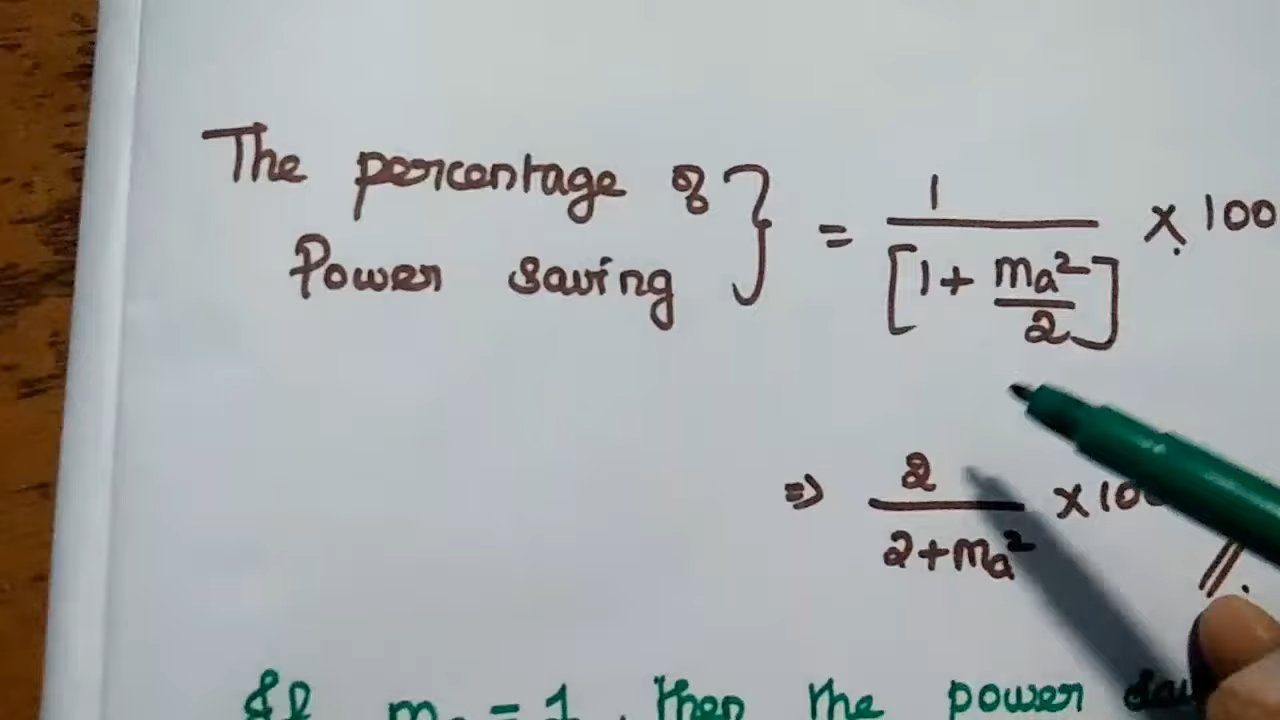 The percentage of } = 1 / [1 + ma²/2] × 100
Power saving
⇒ 2 / 2+ma² ×100
If ma = 1, then the power